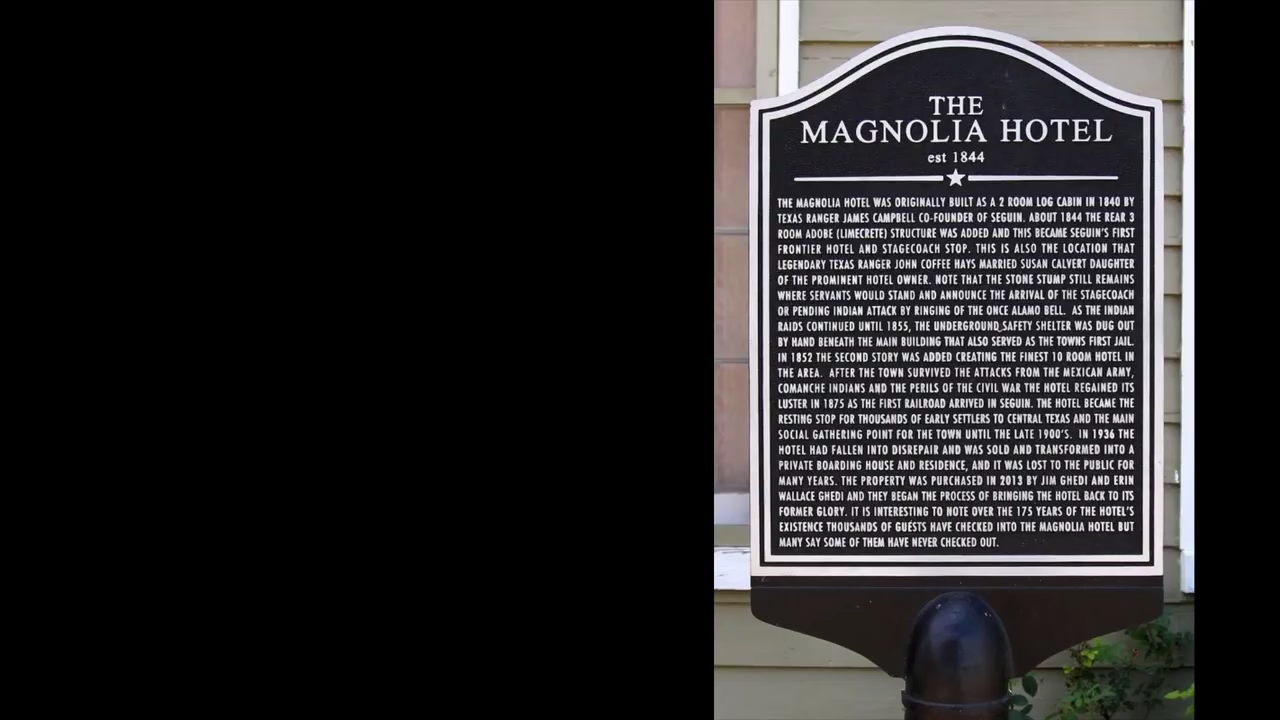 THE
MAGNOLIA HOTEL
est 1844
THE MAGNOLIA HOTEL WAS ORIGINALLY BUILT AS A 2 ROOM LOG CABIN IN 1840 BY
TEXAS RANGER JAMES CAMPBELL CO-FOUNDER OF SEGUIN. ABOUT 1844 THE REAR 3
ROOM ADOBE (LIMECRETE) STRUCTURE WAS ADDED AND THIS BECAME SEGUIN'S FIRST
FRONTIER HOTEL AND STAGECOACH STOP. THIS IS ALSO THE LOCATION THAT
LEGENDARY TEXAS RANGER JOHN COFFEE HAYS MARRIED SUSAN CALVERT DAUGHTER
OF THE PROMINENT HOTEL OWNER. NOTE THAT THE STONE STUMP STILL REMAINS
WHERE SERVANTS WOULD STAND AND ANNOUNCE THE ARRIVAL OF THE STAGECOACH
OR PENDING INDIAN ATTACK BY RINGING OF THE ONCE ALAMO BELL. AS THE INDIAN
RAIDS CONTINUED UNTIL 1855, THE UNDERGROUND SAFETY SHELTER WAS DUG OUT
BY HAND BENEATH THE MAIN BUILDING THAT ALSO SERVED AS THE TOWNS FIRST JAIL.
IN 1852 THE SECOND STORY WAS ADDED CREATING THE FINEST 10 ROOM HOTEL IN
THE AREA. AFTER THE TOWN SURVIVED THE ATTACKS FROM THE MEXICAN ARMY,
COMANCHE INDIANS AND THE PERILS OF THE CIVIL WAR THE HOTEL REGAINED ITS
LUSTER IN 1875 AS THE FIRST RAILROAD ARRIVED IN SEGUIN. THE HOTEL BECAME THE
RESTING STOP FOR THOUSANDS OF EARLY SETTLERS TO CENTRAL TEXAS AND THE MAIN
SOCIAL GATHERING POINT FOR THE TOWN UNTIL THE LATE 1900'S. IN 1936 THE
HOTEL HAD FALLEN INTO DISREPAIR AND WAS SOLD AND TRANSFORMED INTO A
PRIVATE BOARDING HOUSE AND RESIDENCE, AND IT WAS LOST TO THE PUBLIC FOR
MANY YEARS. THE PROPERTY WAS PURCHASED IN 2013 BY JIM GHEDI AND ERIN
WALLACE GHEDI AND THEY BEGAN THE PROCESS OF BRINGING THE HOTEL BACK TO ITS
FORMER GLORY. IT IS INTERESTING TO NOTE OVER THE 175 YEARS OF THE HOTEL'S
EXISTENCE THOUSANDS OF GUESTS HAVE CHECKED INTO THE MAGNOLIA HOTEL BUT
MANY SAY SOME OF THEM HAVE NEVER CHECKED OUT.